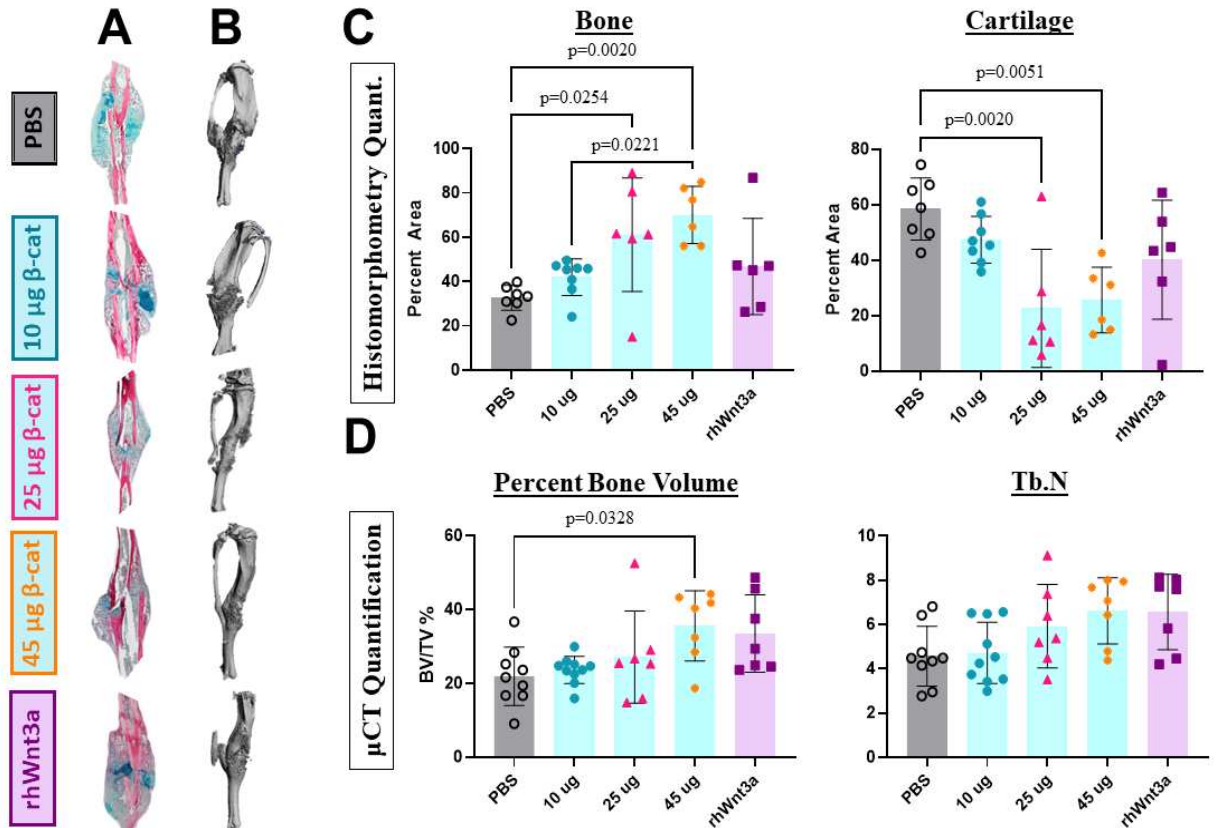 A
B
PBS
10 µg β-cat
25 µg β-cat
45 µg β-cat
rhWnt3a
C
Histomorphometry Quant.
Bone
p=0.0020
p=0.0254
p=0.0221
Percent Area
100
80
60
40
20
0
PBS
10 ug
25 ug
45 ug
rhWnt3a
Cartilage
p=0.0051
p=0.0020
Percent Area
80
60
40
20
0
PBS
10 ug
25 ug
45 ug
rhWnt3a
D
µCT Quantification
Percent Bone Volume
p=0.0328
BV/TV %
60
40
20
0
PBS
10 ug
25 ug
45 ug
rhWnt3a
Tb.N
10
8
6
4
2
0
PBS
10 ug
25 ug
45 ug
rhWnt3a